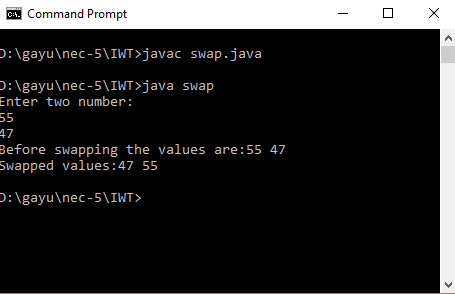 Command Prompt
D:\gayu\nec-5\IWT>javac swap.java
D:\gayu\nec-5\IWT>java swap
Enter two number:
55
47
Before swapping the values are:55 47
Swapped values:47 55
D:\gayu\nec-5\IWT>